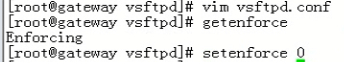 [root@gateway vsftpd]# vim vsftpd.conf
[root@gateway vsftpd]# getenforce
Enforcing
[root@gateway vsftpd]# setenforce 0